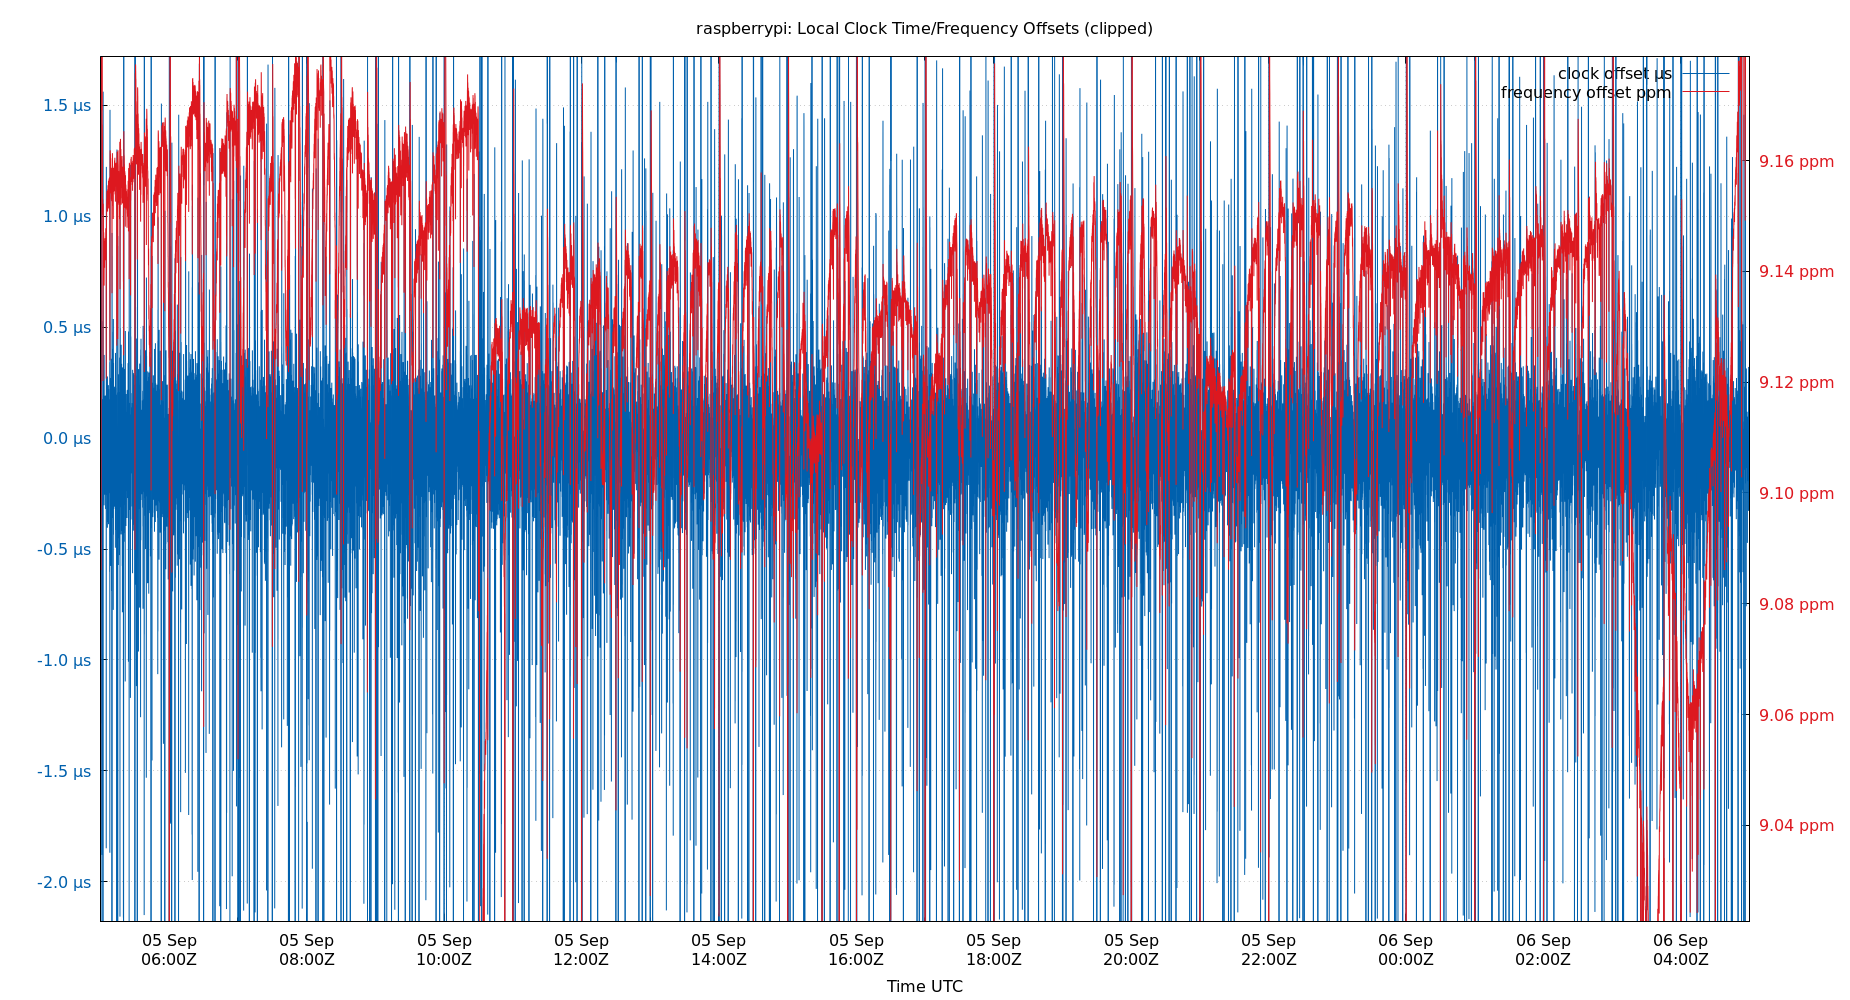 raspberrypi: Local Clock Time/Frequency Offsets (clipped)
clock offset µs
frequency offset ppm
1.5 µs
1.0 µs
0.5 µs
0.0 µs
-0.5 µs
-1.0 µs
-1.5 µs
-2.0 µs
9.16 ppm
9.14 ppm
9.12 ppm
9.10 ppm
9.08 ppm
9.06 ppm
9.04 ppm
05 Sep 05 Sep 05 Sep 05 Sep 05 Sep 05 Sep 05 Sep 05 Sep 05 Sep 06 Sep 06 Sep 06 Sep
06:00Z 08:00Z 10:00Z 12:00Z 14:00Z 16:00Z 18:00Z 20:00Z 22:00Z 00:00Z 02:00Z 04:00Z
Time UTC